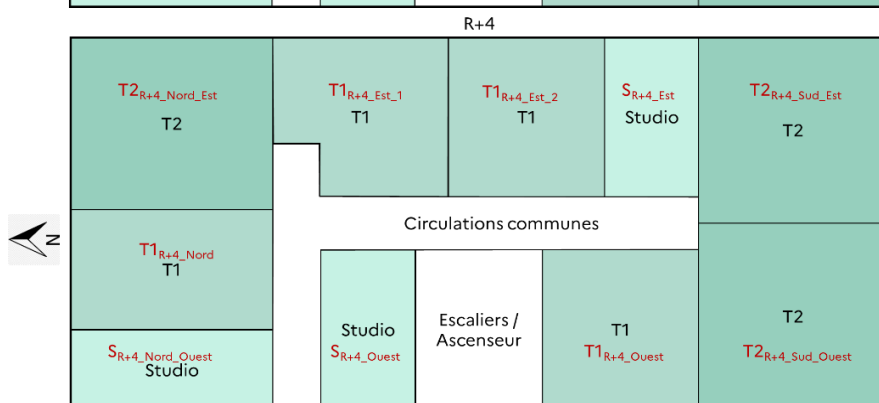 R+4
T2R+4_Nord_Est
T2
T1R+4_Est_1
T1
T1R+4_Est_2
T1
SR+4_Est
Studio
T2R+4_Sud_Est
T2
Circulations communes
N
T1R+4_Nord
T1
SR+4_Nord_Ouest
Studio
Studio
SR+4_Ouest
Escaliers /
Ascenseur
T1
T1R+4_Ouest
T2
T2R+4_Sud_Ouest